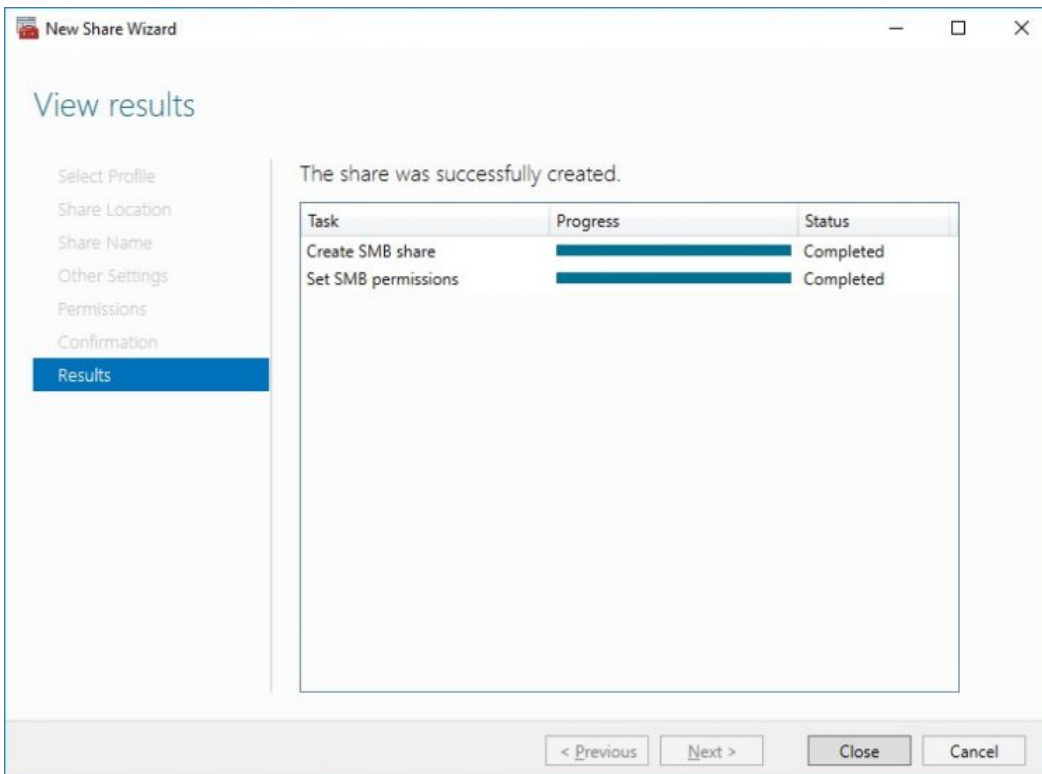 New Share Wizard
View results
Select Profile
Share Location
Share Name
Other Settings
Permissions
Confirmation
Results
The share was successfully created.
Task Progress Status
Create SMB share Completed
Set SMB permissions Completed
< Previous Next > Close Cancel